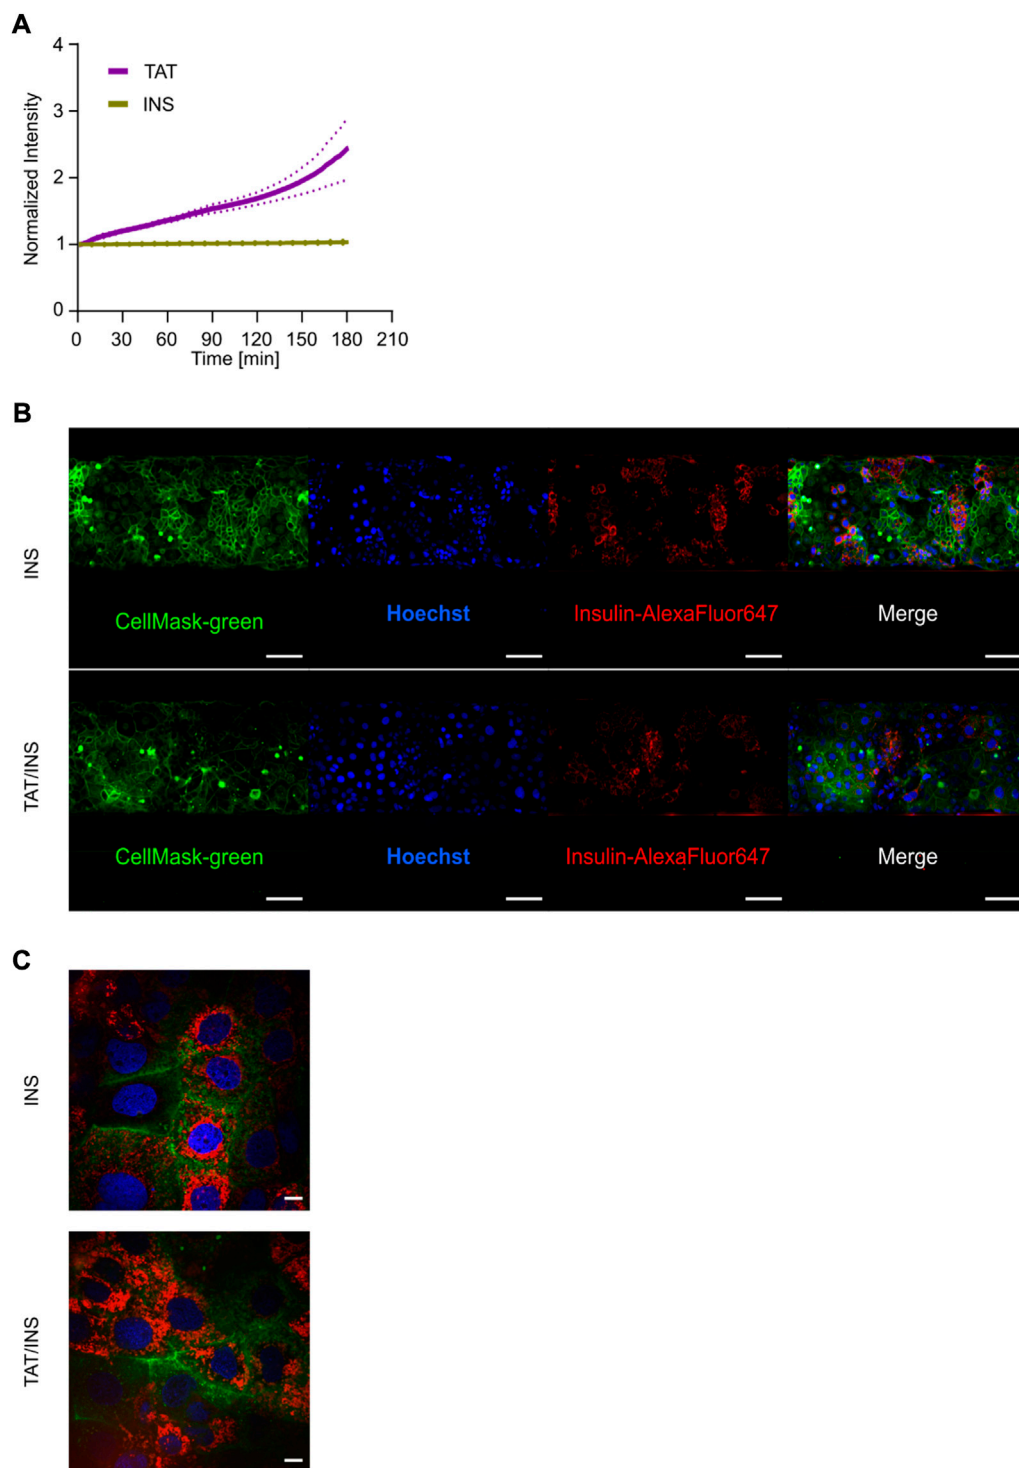 A
4
3
2
1
0
Normalized Intensity
TAT
INS
0 30 60 90 120 150 180 210
Time [min]
B
INS
CellMask-green Hoechst Insulin-AlexaFluor647 Merge
TAT/INS
CellMask-green Hoechst Insulin-AlexaFluor647 Merge
C
INS
TAT/INS